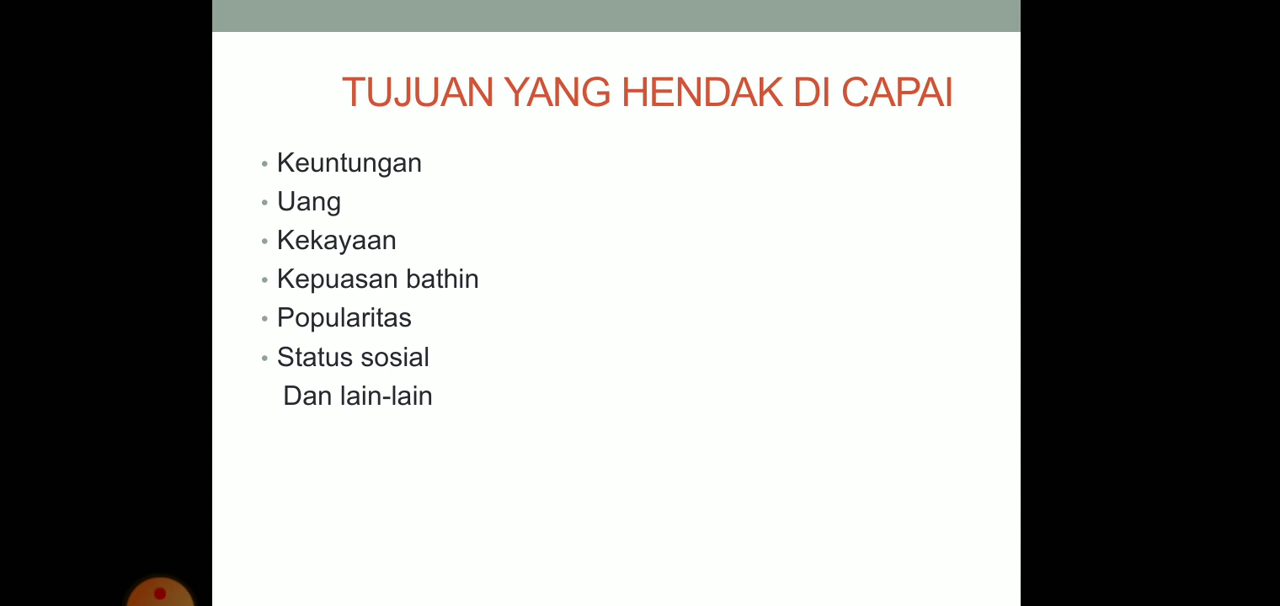 TUJUAN YANG HENDAK DI CAPAI
• Keuntungan
• Uang
• Kekayaan
• Kepuasan bathin
• Popularitas
• Status sosial
Dan lain-lain